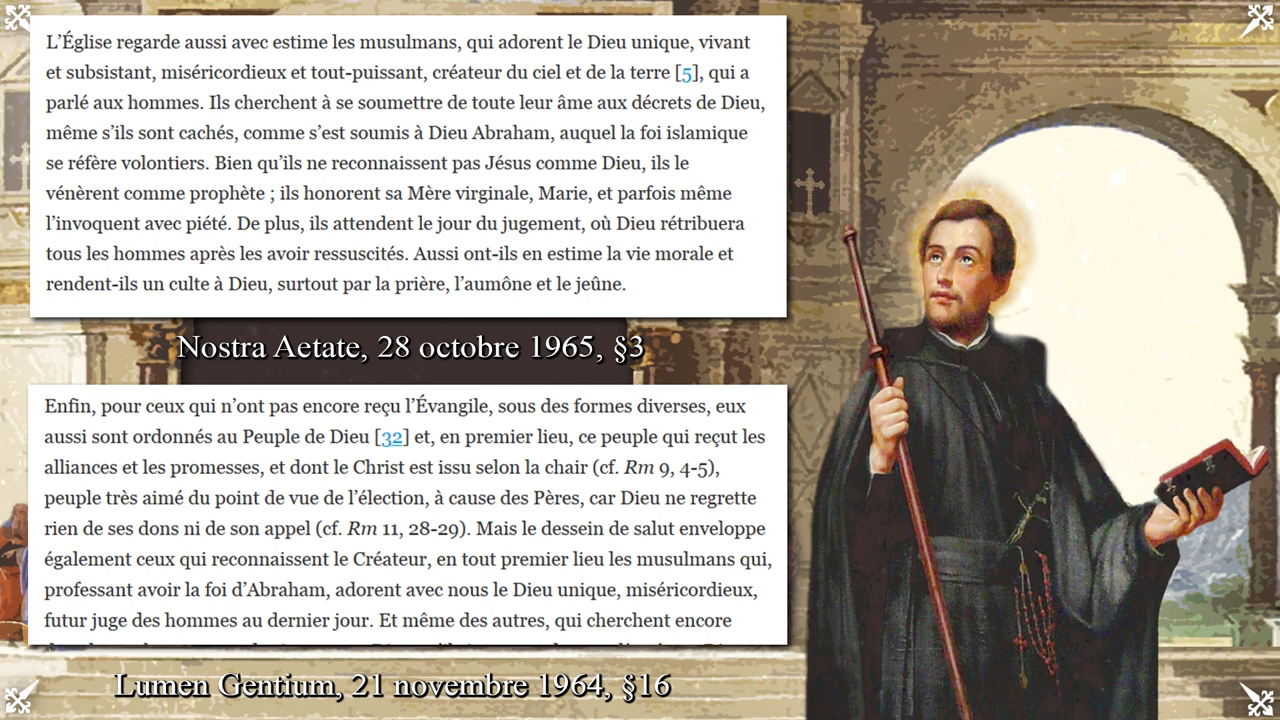 L’Église regarde aussi avec estime les musulmans, qui adorent le Dieu unique, vivant
et subsistant, miséricordieux et tout-puissant, créateur du ciel et de la terre [5], qui a
parlé aux hommes. Ils cherchent à se soumettre de toute leur âme aux décrets de Dieu,
même s’ils sont cachés, comme s’est soumis à Dieu Abraham, auquel la foi islamique
se réfère volontiers. Bien qu’ils ne reconnaissent pas Jésus comme Dieu, ils le
vénèrent comme prophète ; ils honorent sa Mère virginale, Marie, et parfois même
l’invoquent avec piété. De plus, ils attendent le jour du jugement, où Dieu rétribuera
tous les hommes après les avoir ressuscités. Aussi ont-ils en estime la vie morale et
rendent-ils un culte à Dieu, surtout par la prière, l’aumône et le jeûne.
Nostra Aetate, 28 octobre 1965, §3
Enfin, pour ceux qui n’ont pas encore reçu l’Évangile, sous des formes diverses, eux
aussi sont ordonnés au Peuple de Dieu [32] et, en premier lieu, ce peuple qui reçut les
alliances et les promesses, et dont le Christ est issu selon la chair (cf. Rm 9, 4-5),
peuple très aimé du point de vue de l’élection, à cause des Pères, car Dieu ne regrette
rien de ses dons ni de son appel (cf. Rm 11, 28-29). Mais le dessein de salut enveloppe
également ceux qui reconnaissent le Créateur, en tout premier lieu les musulmans qui,
professant avoir la foi d’Abraham, adorent avec nous le Dieu unique, miséricordieux,
futur juge des hommes au dernier jour. Et même des autres, qui cherchent encore
Lumen Gentium, 21 novembre 1964, §16